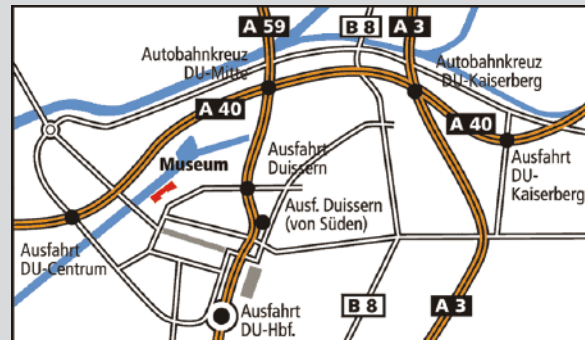 A 59
B 8
A 3
Autobahnkreuz
DU-Mitte
Autobahnkreuz
DU-Kaiserberg
A 40
A 40
Museum
Ausfahrt
Duissern
Ausfahrt
DU-
Kaiserberg
Ausf. Duissern
(von Süden)
Ausfahrt
DU-Centrum
B 8
A 3
Ausfahrt
DU-Hbf.